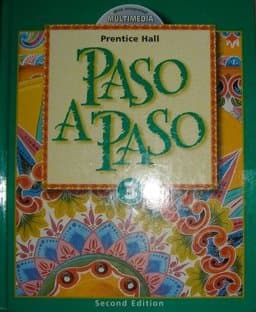 MULTIMEDIA
Prentice Hall
PASO
A PASO
3
Second Edition